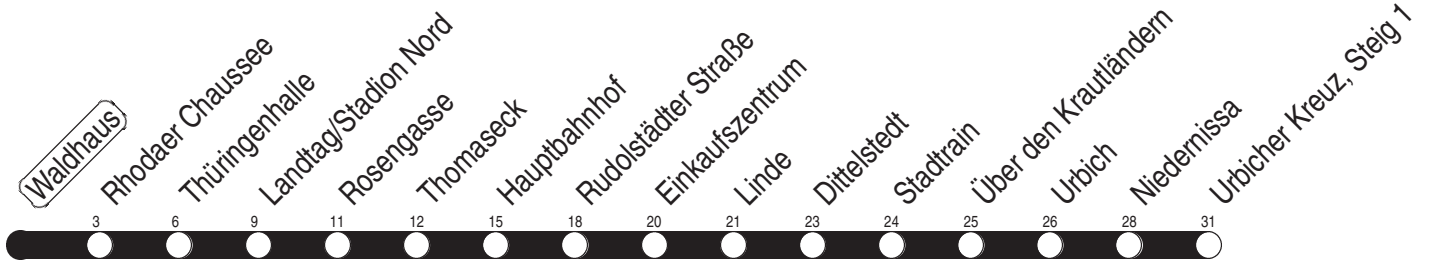 Waldhaus
Rhodaer Chaussee
Thüringenhalle
Landtag/Stadion Nord
Rosengasse
Thomaseck
Hauptbahnhof
Rudolstädter Straße
Einkaufszentrum
Linde
Dittelstedt
Stadtrain
Über den Krautländern
Urbich
Niedernissa
Urbicher Kreuz, Steig 1
3 6 9 11 12 15 18 20 21 23 24 25 26 28 31